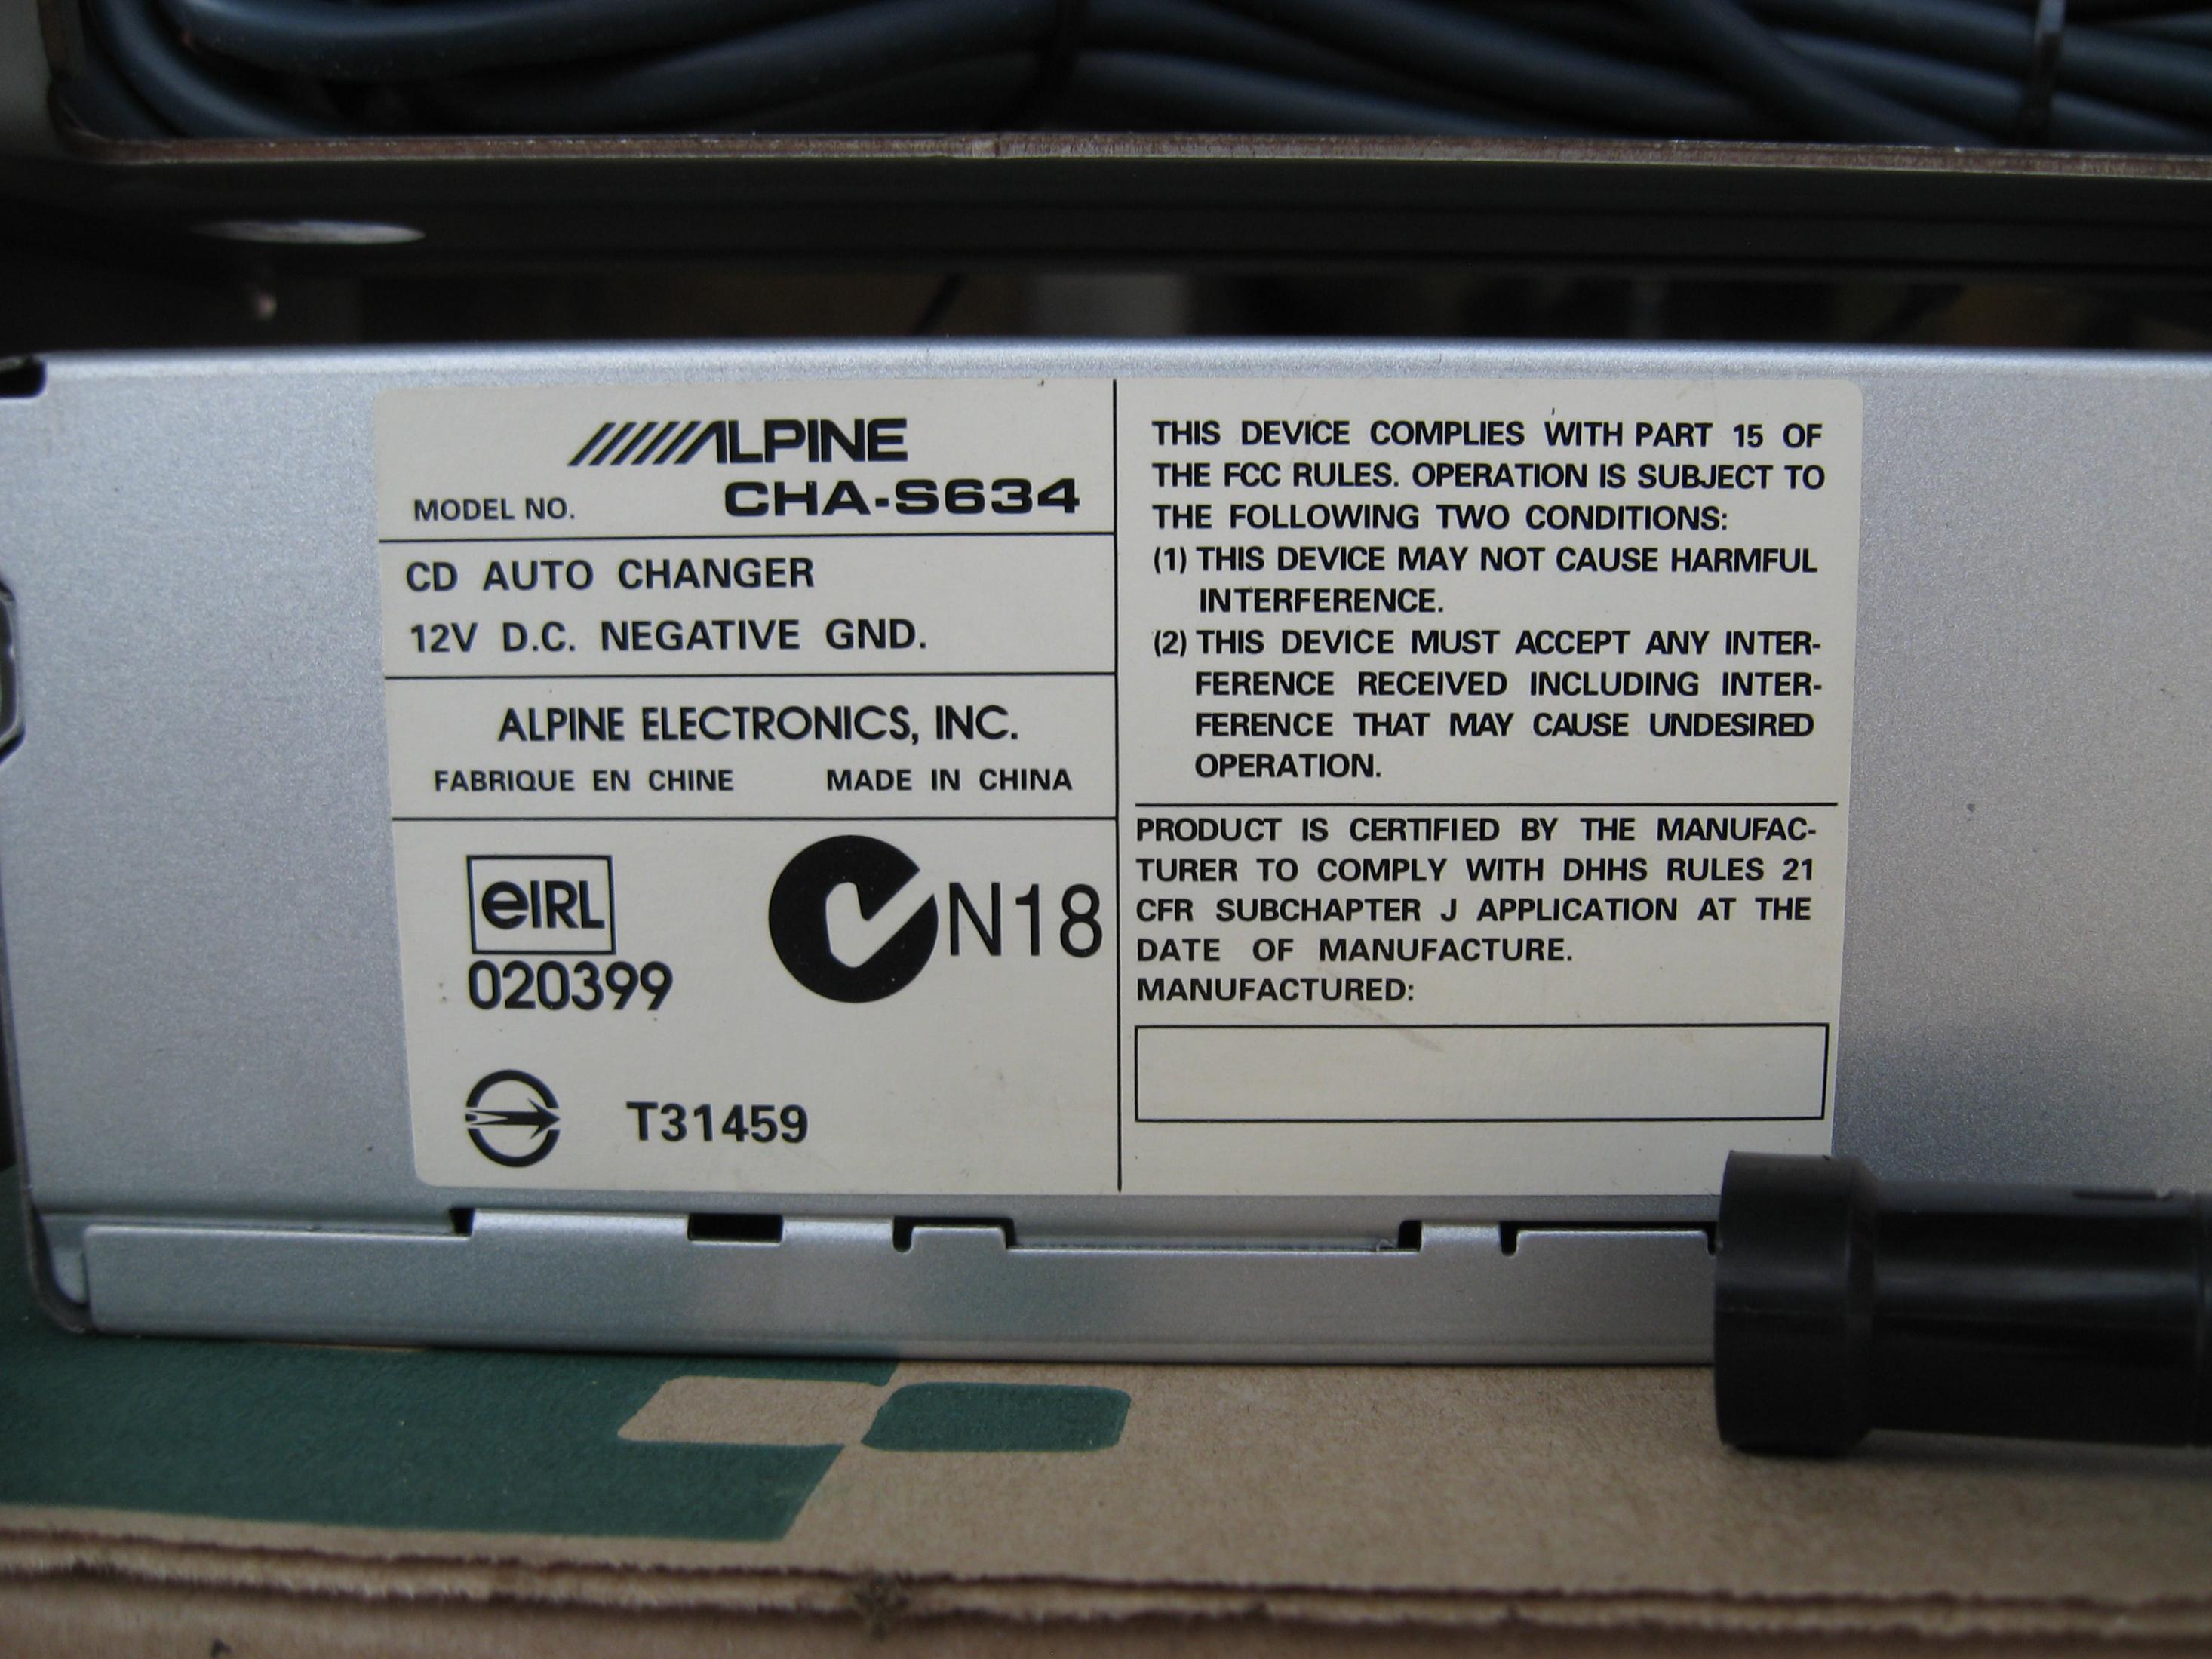 ALPINE
MODEL NO. CHA-S634
CD AUTO CHANGER
12V D.C. NEGATIVE GND.
ALPINE ELECTRONICS, INC.
FABRIQUE EN CHINE MADE IN CHINA
eIRL
020399
N18
T31459
THIS DEVICE COMPLIES WITH PART 15 OF
THE FCC RULES. OPERATION IS SUBJECT TO
THE FOLLOWING TWO CONDITIONS:
(1) THIS DEVICE MAY NOT CAUSE HARMFUL
INTERFERENCE.
(2) THIS DEVICE MUST ACCEPT ANY INTER-
FERENCE RECEIVED INCLUDING INTER-
FERENCE THAT MAY CAUSE UNDESIRED
OPERATION.
PRODUCT IS CERTIFIED BY THE MANUFAC-
TURER TO COMPLY WITH DHHS RULES 21
CFR SUBCHAPTER J APPLICATION AT THE
DATE OF MANUFACTURE.
MANUFACTURED: